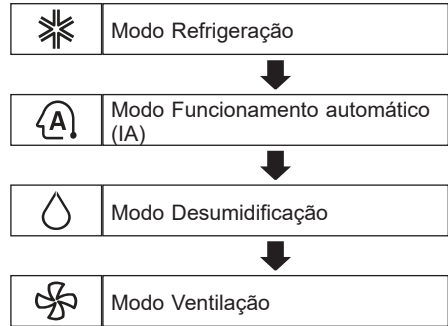 Modo Refrigeração
A
Modo Funcionamento automático
(IA)
Modo Desumidificação
Modo Ventilação